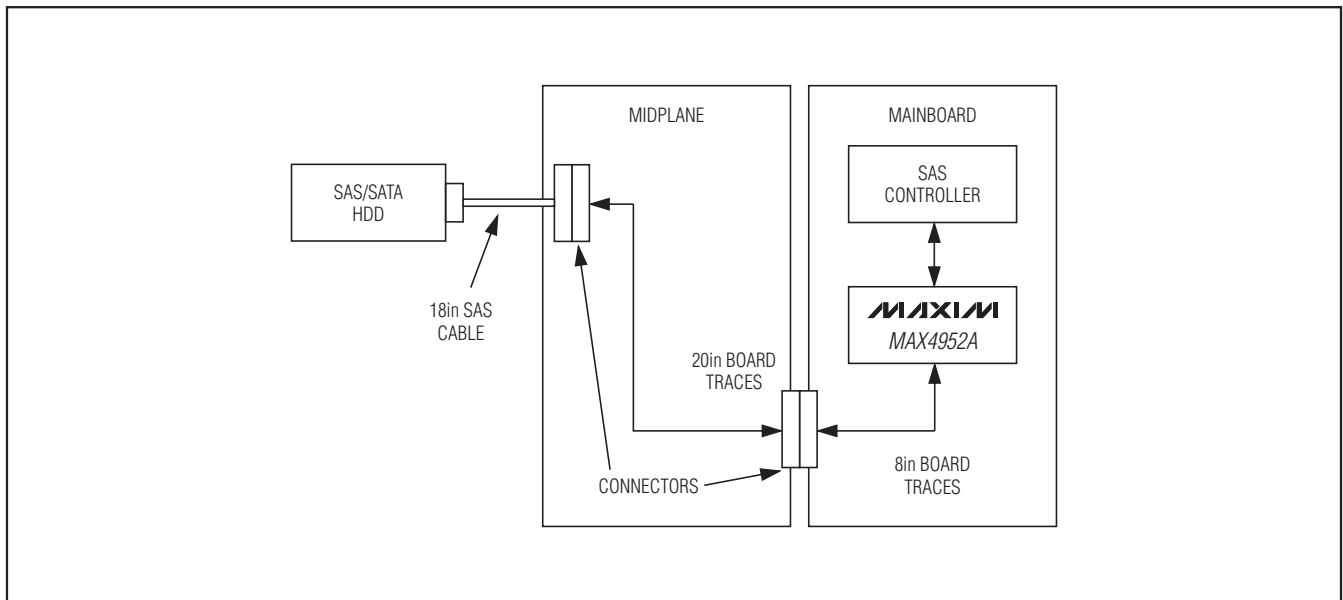 MIDPLANE
MAINBOARD
SAS/SATA
HDD
SAS
CONTROLLER
18in SAS
CABLE
MAXIM
MAX4952A
20in BOARD
TRACES
8in BOARD
TRACES
CONNECTORS